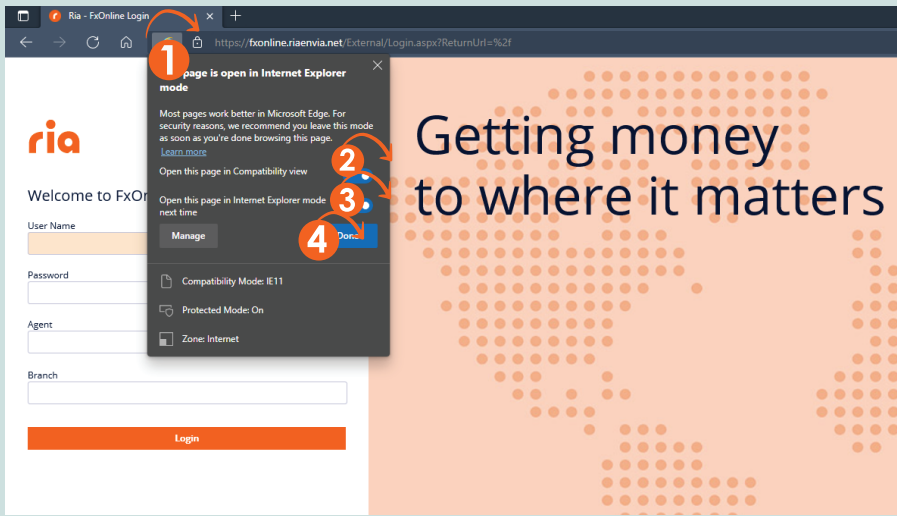 Ria - FxOnline Login
https://fxonline.riaenvia.net/External/Login.aspx?ReturnUrl=%2f
1
page is open in Internet Explorer
mode
Most pages work better in Microsoft Edge. For
security reasons, we recommend you leave this mode
as soon as you're done browsing this page.
Learn more
2
Open this page in Compatibility view
Open this page in Internet Explorer mode
next time
3
Manage
4
Done
Compatibility Mode: IE11
Protected Mode: On
Zone: Internet
ria
Welcome to FxOn
User Name
Password
Agent
Branch
Login
Getting money
to where it matters